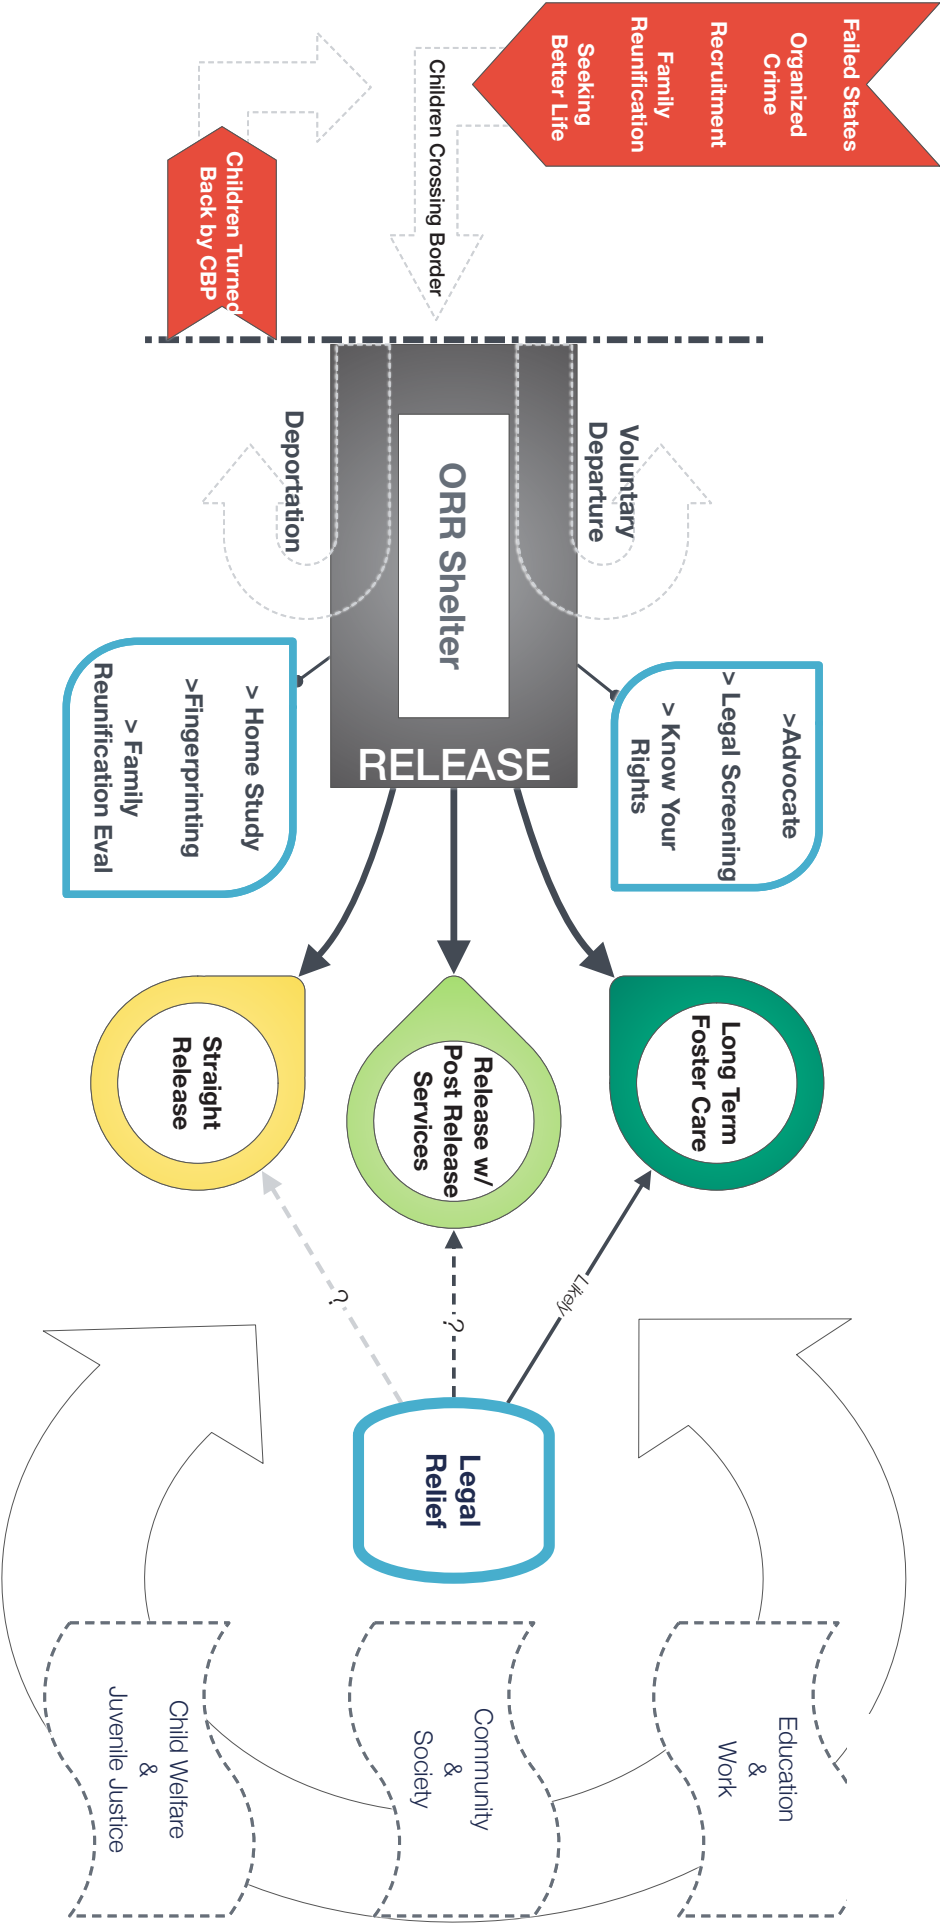 Failed States
Organized
Crime
Recruitment
Family
Reunification
Seeking
Better Life
Children Crossing Border
Children Turned
Back by CBP
Voluntary
Departure
ORR Shelter
Deportation
RELEASE
>Advocate
> Legal Screening
> Know Your
Rights
> Home Study
>Fingerprinting
> Family
Reunification Eval
Long Term
Foster Care
Release w/
Post Release
Services
Straight
Release
Likely
?
?
Legal
Relief
Education
&
Work
Community
&
Society
Child Welfare
&
Juvenile Justice